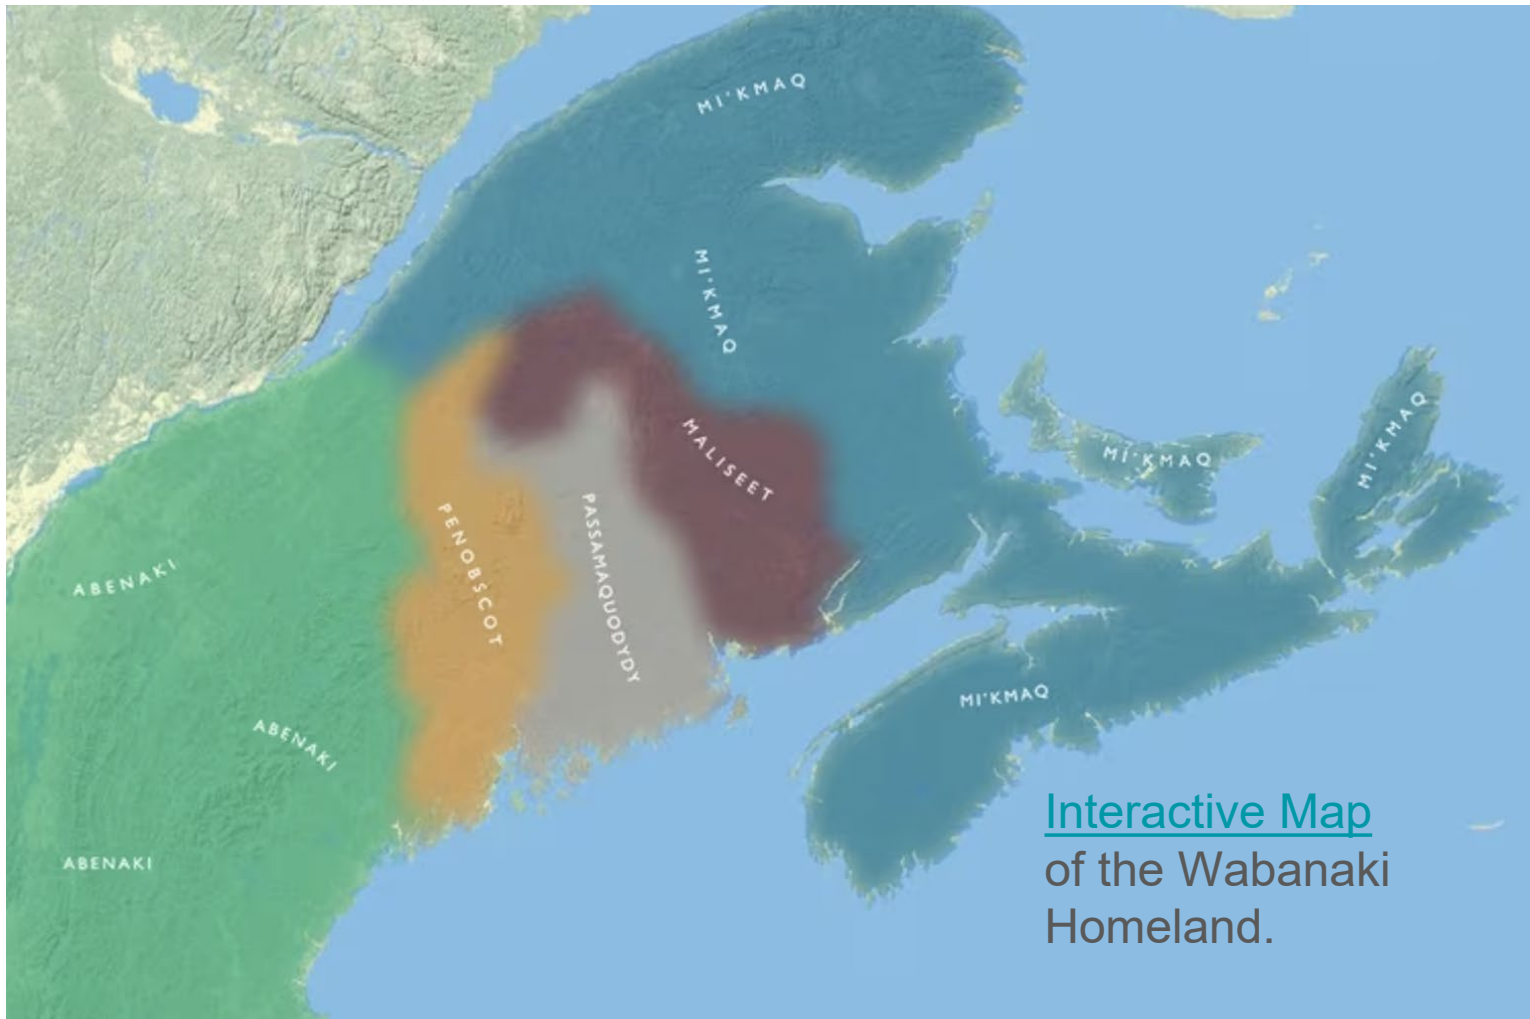 MI'KMAQ
MI'KMAQ
MALISEET
MI'KMAQ
MI'KMAQ
PENOBSCOT
PASSAMAQUODYDY
ABENAKI
MI'KMAQ
ABENAKI
ABENAKI
Interactive Map
of the Wabanaki
Homeland.